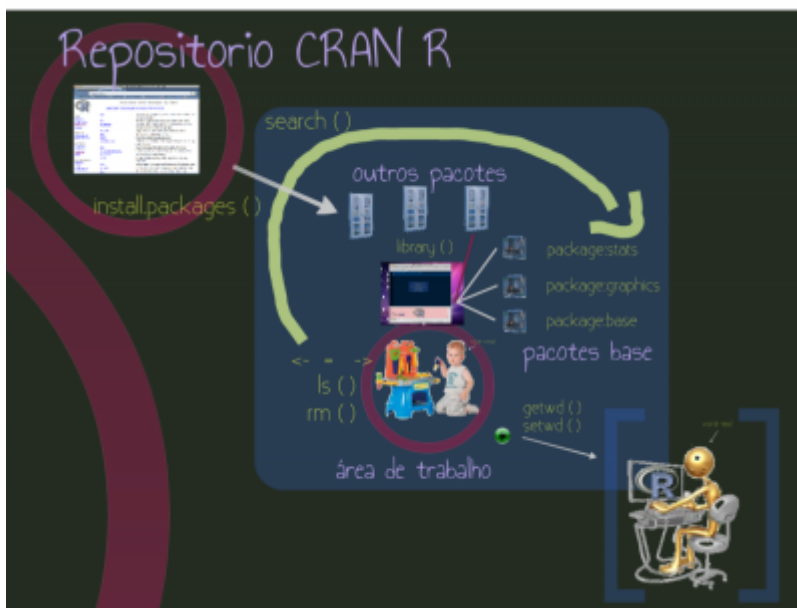 Repositorio CRAN R
search ()
outros pacotes
install.packages ()
library ()
package:stats
package:graphics
package:base
pacotes base
<- = ->
ls ()
rm ()
getwd ()
setwd ()
área de trabalho
R